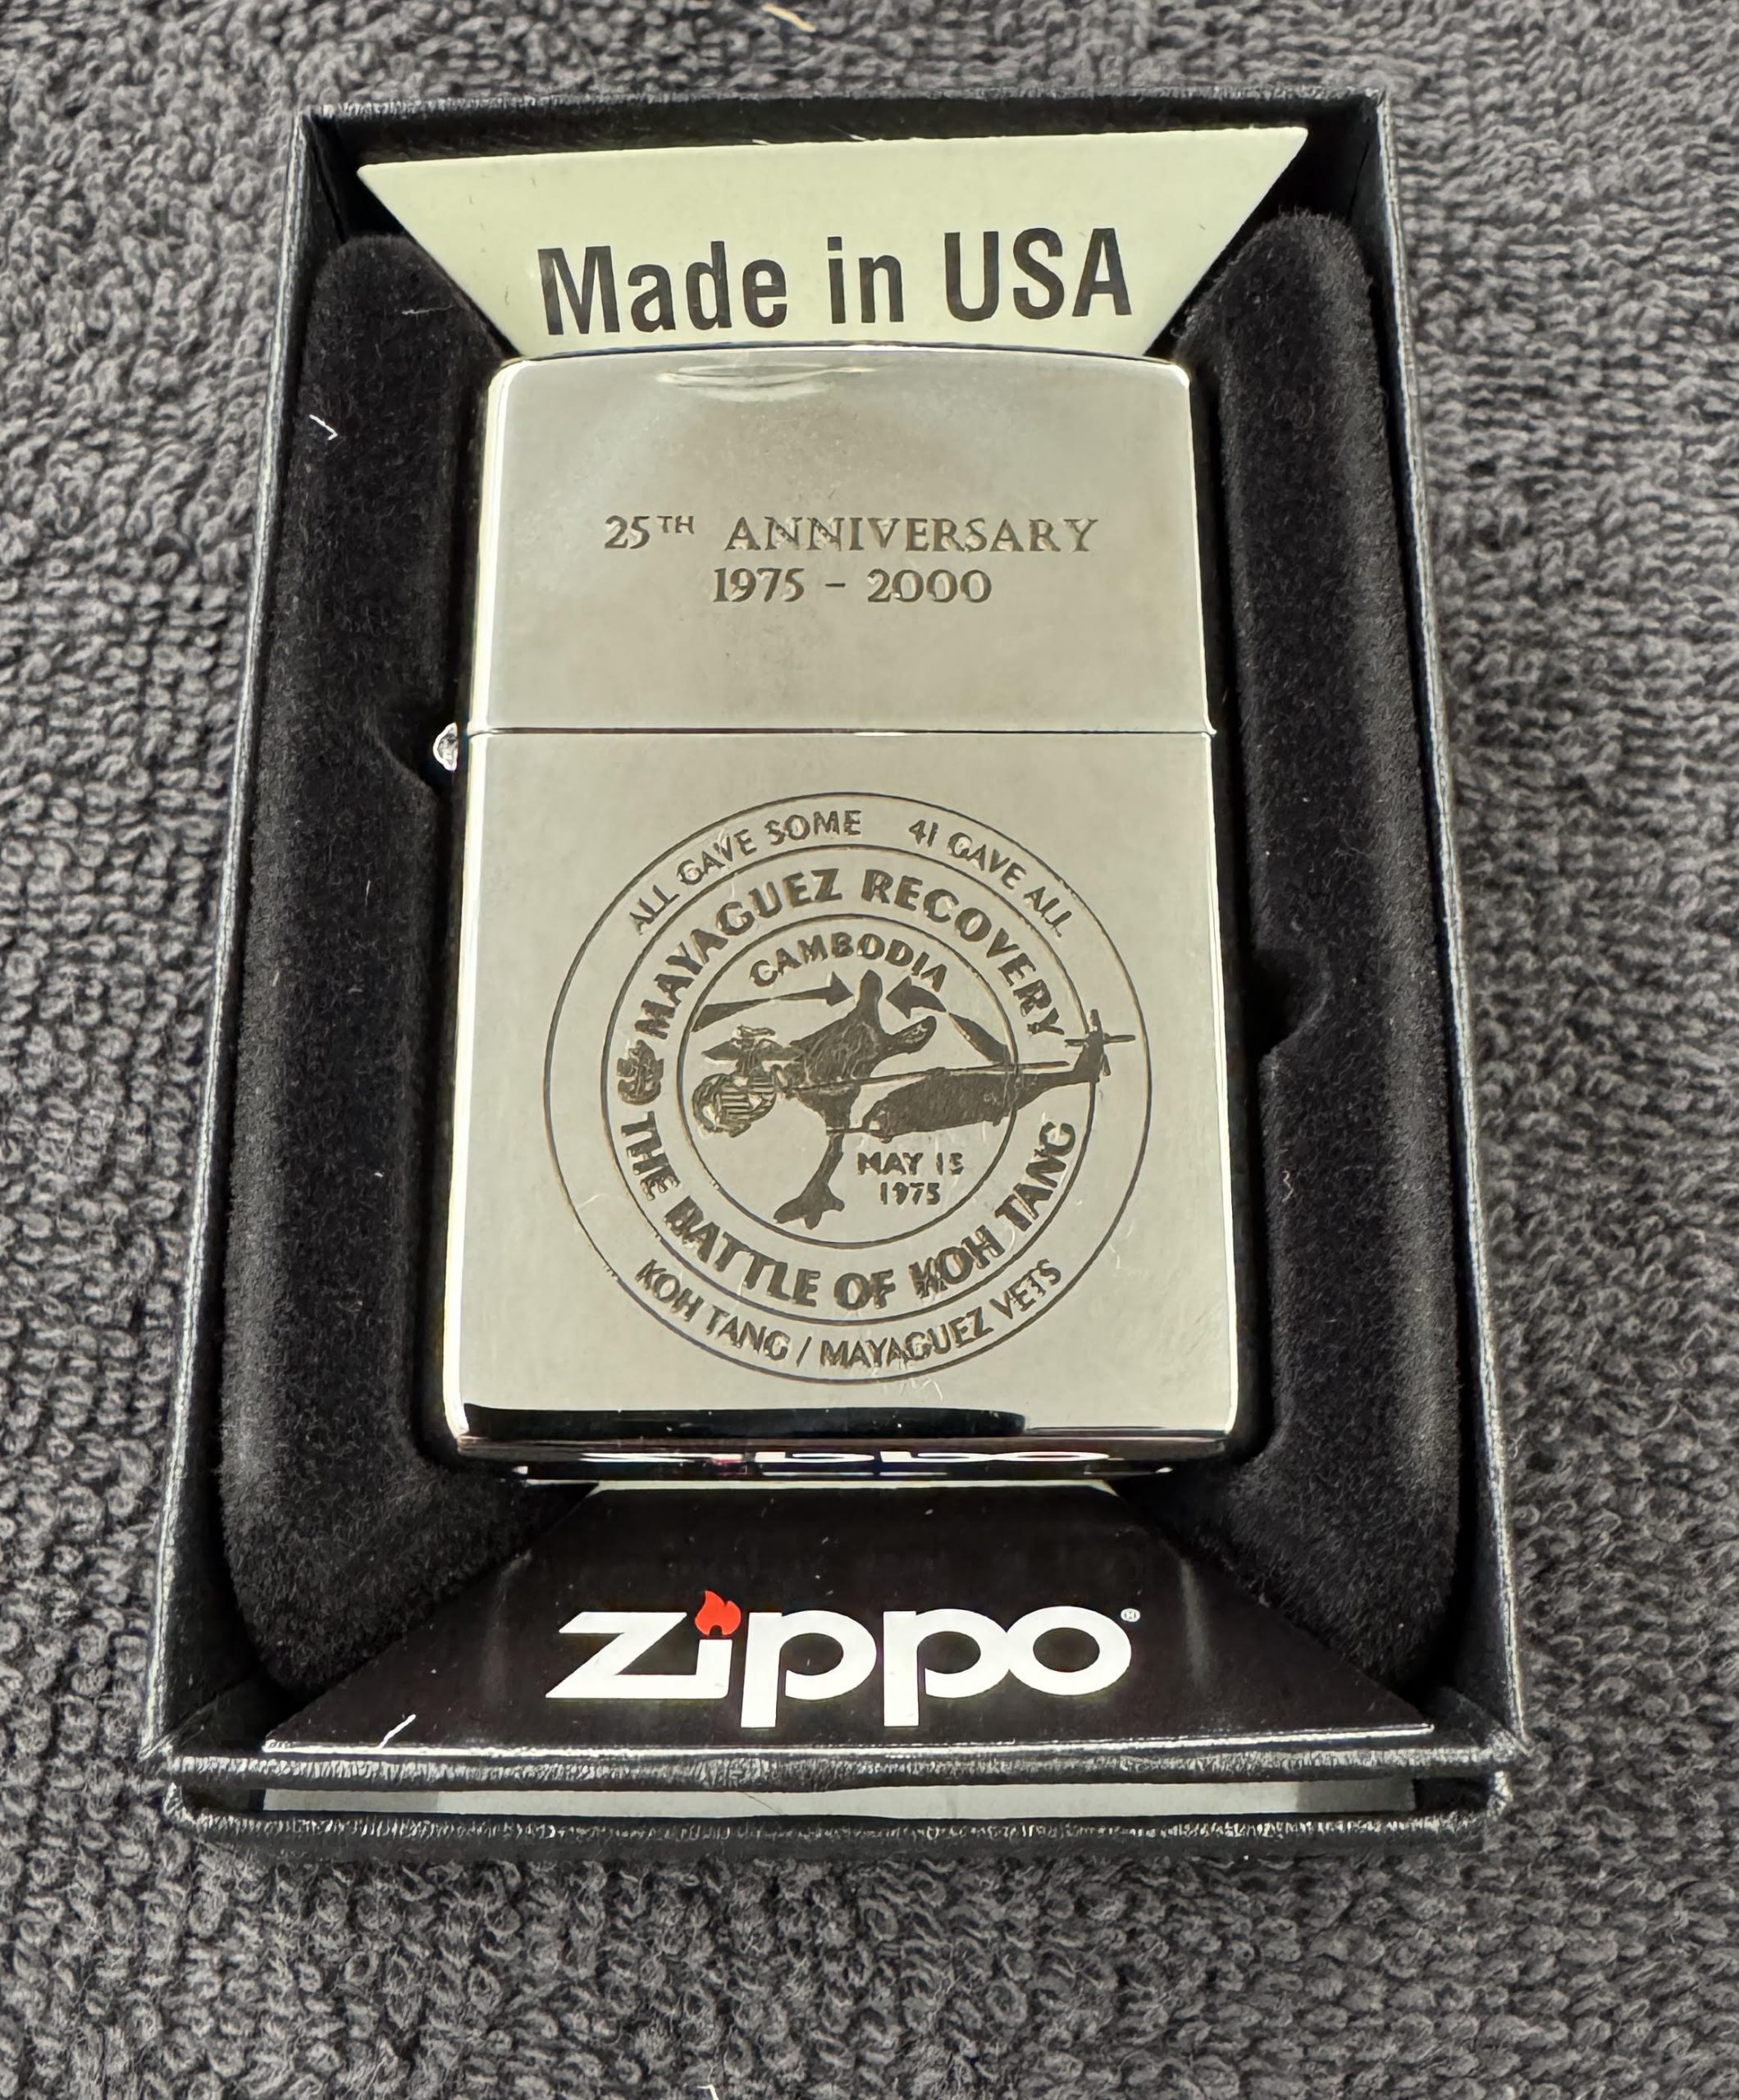 Made in USA
25TH ANNIVERSARY
1975 - 2000
ALL GAVE SOME 41 GAVE ALL
MAYAGUEZ RECOVERY
CAMBODIA
MAY 15
1975
THE BATTLE OF KOH TANG
KOH TANG / MAYAGUEZ VETS
zippo
zippo®